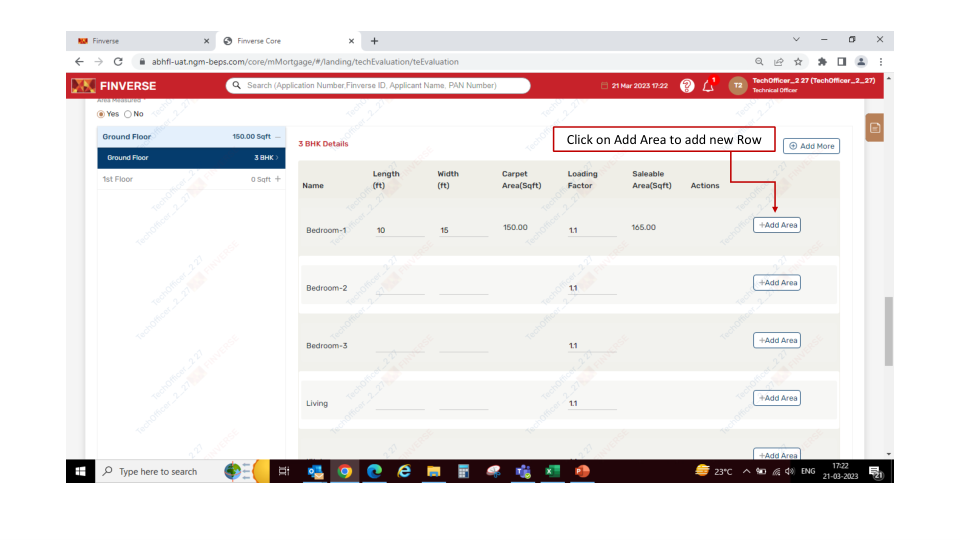 Finverse
Finverse Core
abhfl-uat.ngm-beps.com/core/mMortgage/#/landing/techEvaluation/teEvaluation
FINVERSE
Search (Application Number,Finverse ID, Applicant Name, PAN Number)
21 Mar 2023 17:22
1
T2
TechOfficer_2 27 (TechOfficer_2_27)
Technical Officer
Area Measured *
Yes No
Ground Floor 150.00 Sqft
Ground Floor 3 BHK
1st Floor 0 Sqft +
3 BHK Details
Click on Add Area to add new Row
Add More
Name Length (ft) Width (ft) Carpet Area(Sqft) Loading Factor Saleable Area(Sqft) Actions
Bedroom-1 10 15 150.00 1.1 165.00 +Add Area
Bedroom-2 1.1 +Add Area
Bedroom-3 1.1 +Add Area
Living 1.1 +Add Area
+Add Area
Type here to search
23°C
ENG
17:22
21-03-2023
21